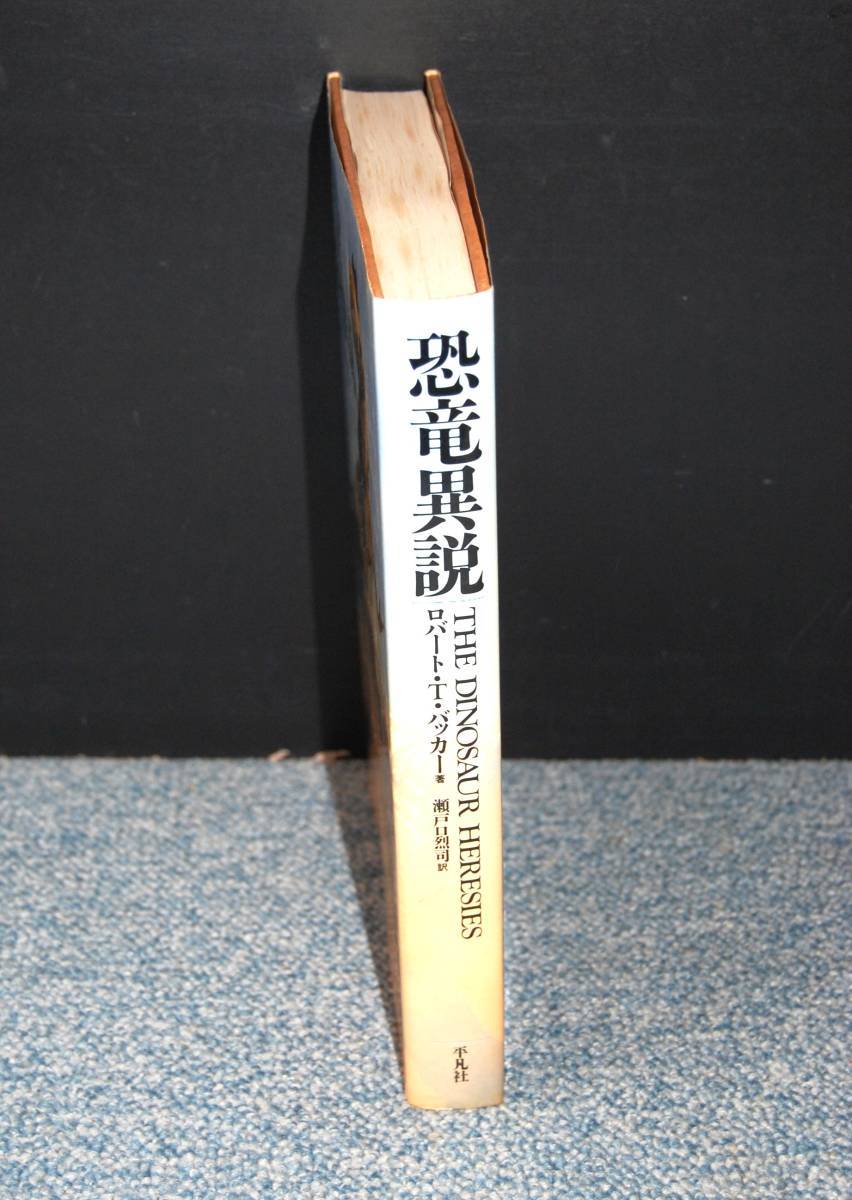 恐竜異説
THE DINOSAUR HERESIES
ロバート・T・バッカー著
瀬戸口烈司訳
平凡社